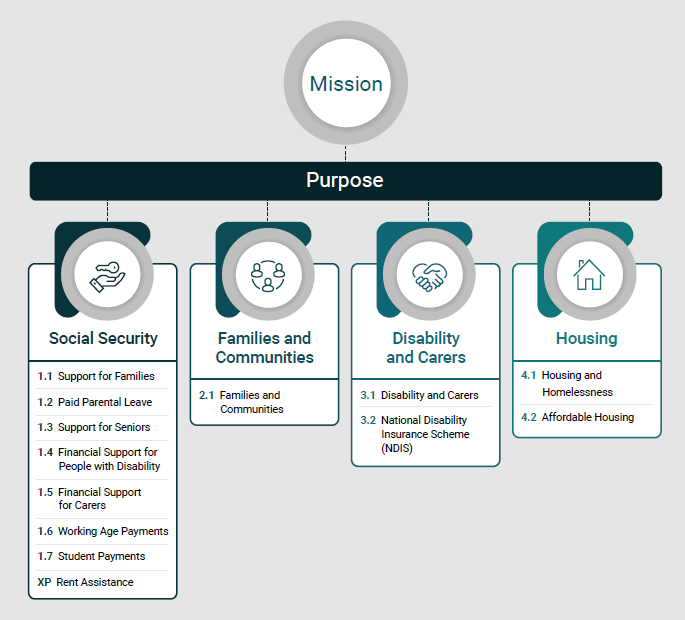 Mission
Purpose
Social Security
1.1 Support for Families
1.2 Paid Parental Leave
1.3 Support for Seniors
1.4 Financial Support for
People with Disability
1.5 Financial Support
for Carers
1.6 Working Age Payments
1.7 Student Payments
XP Rent Assistance
Families and
Communities
2.1 Families and
Communities
Disability
and Carers
3.1 Disability and Carers
3.2 National Disability
Insurance Scheme
(NDIS)
Housing
4.1 Housing and
Homelessness
4.2 Affordable Housing